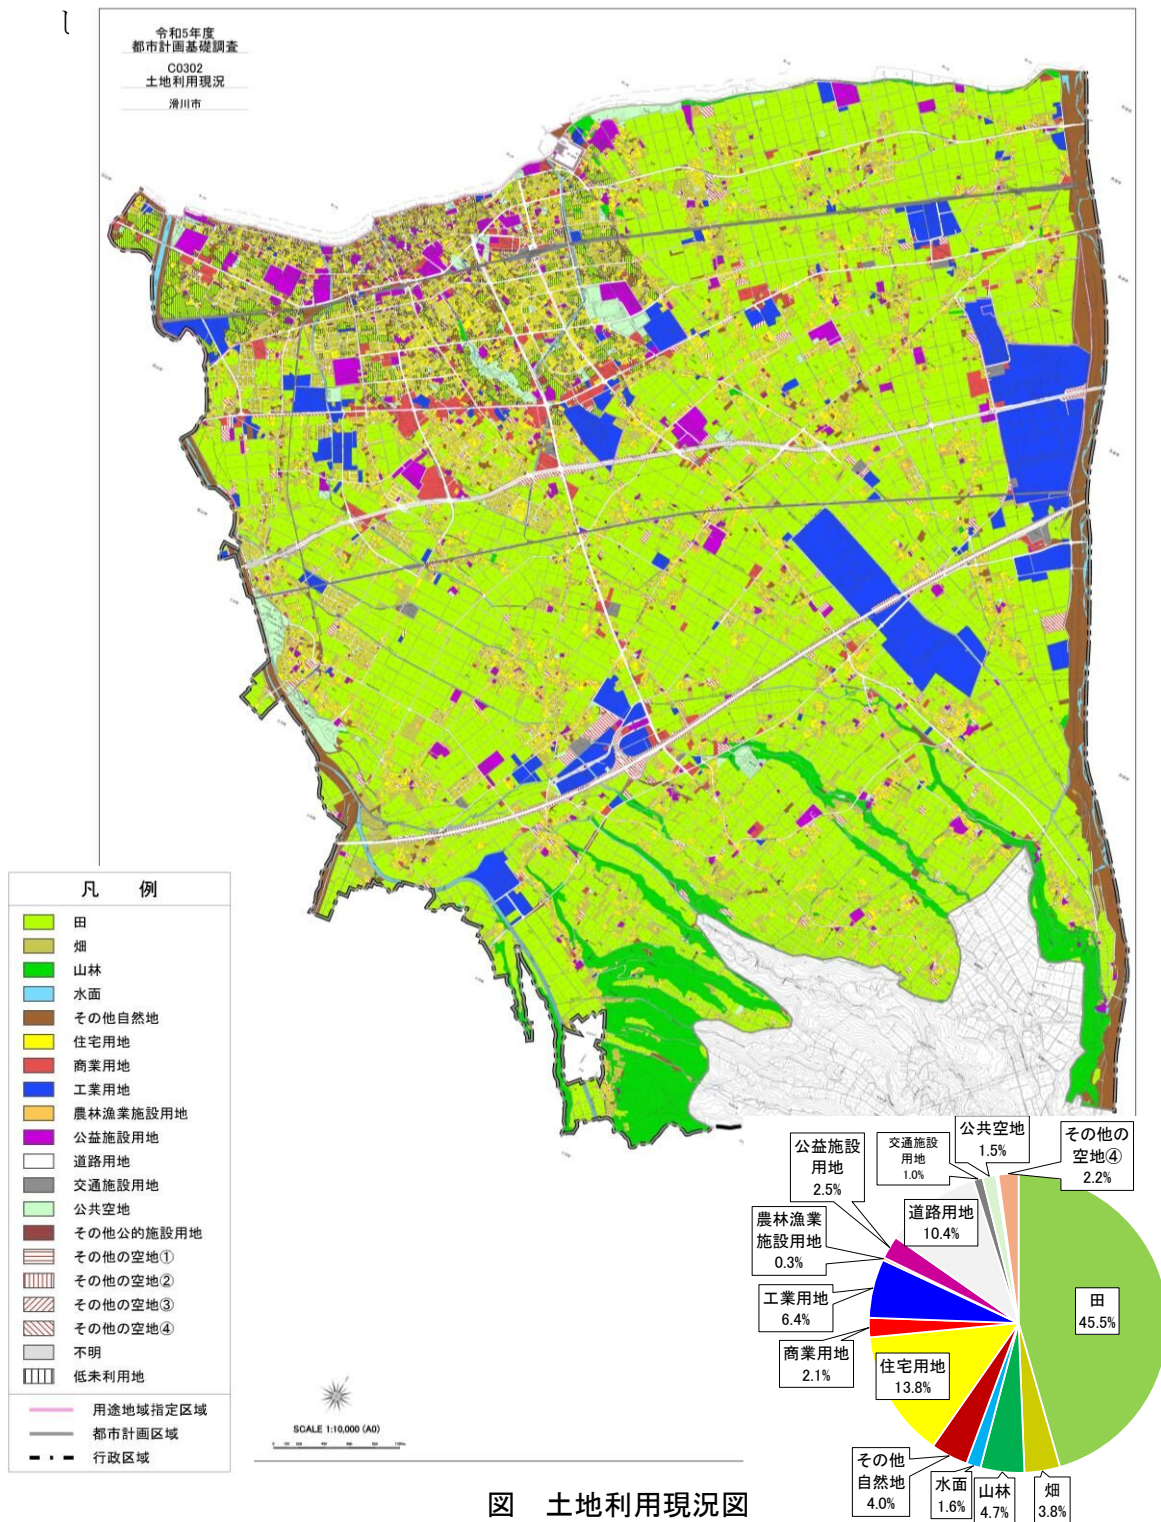 令和5年度
都市計画基礎調査
C0302
土地利用現況
滑川市
凡 例
田
畑
山林
水面
その他自然地
住宅用地
商業用地
工業用地
農林漁業施設用地
公益施設用地
道路用地
交通施設用地
公共空地
その他公的施設用地
その他の空地①
その他の空地②
その他の空地③
その他の空地④
不明
低未利用地
用途地域指定区域
都市計画区域
行政区域
SCALE 1:10,000 (A0)
公益施設
用地
2.5%
交通施設
用地
1.0%
公共空地
1.5%
その他の
空地④
2.2%
農林漁業
施設用地
0.3%
道路用地
10.4%
工業用地
6.4%
田
45.5%
商業用地
2.1%
住宅用地
13.8%
その他
自然地
4.0%
水面
1.6%
山林
4.7%
畑
3.8%
図 土地利用現況図